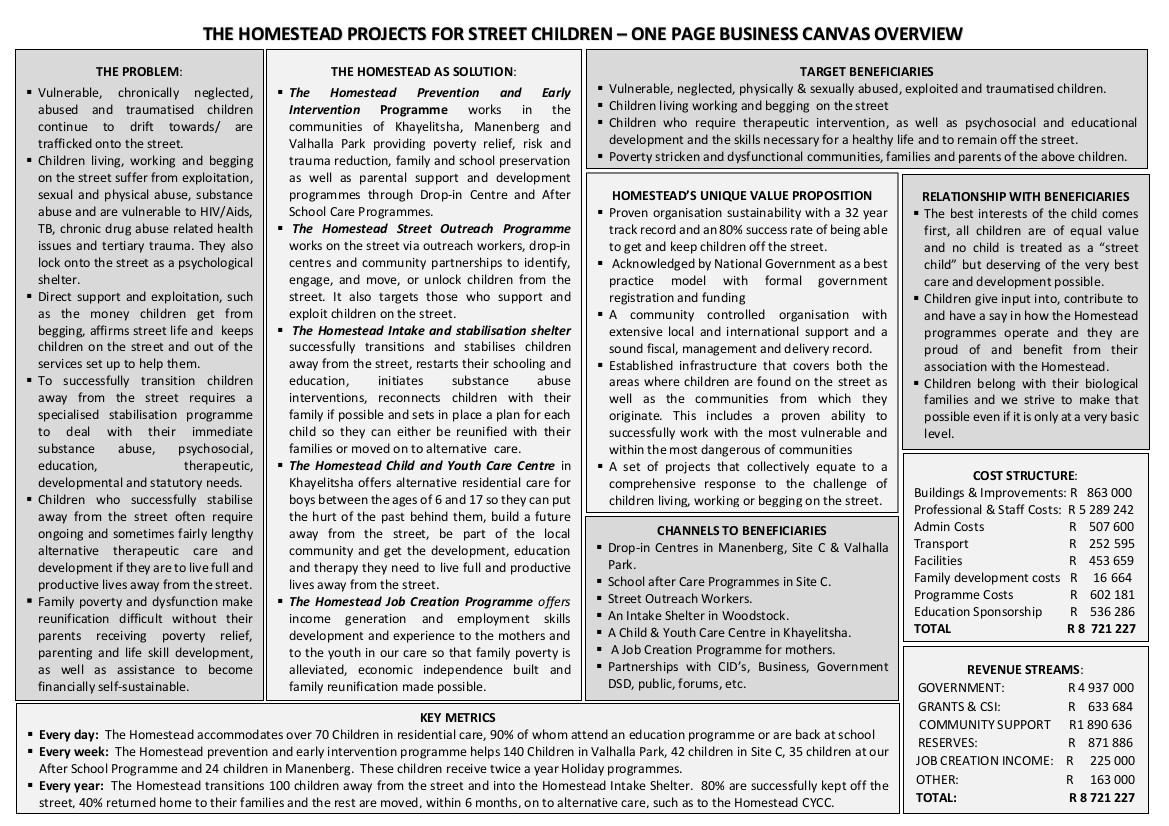 THE HOMESTEAD PROJECTS FOR STREET CHILDREN – ONE PAGE BUSINESS CANVAS OVERVIEW
THE PROBLEM:
▪ Vulnerable, chronically neglected,
abused and traumatised children
continue to drift towards/ are
trafficked onto the street.
▪ Children living, working and begging
on the street suffer from exploitation,
sexual and physical abuse, substance
abuse and are vulnerable to HIV/Aids,
TB, chronic drug abuse related health
issues and tertiary trauma. They also
lock onto the street as a psychological
shelter.
▪ Direct support and exploitation, such
as the money children get from
begging, affirms street life and keeps
children on the street and out of the
services set up to help them.
▪ To successfully transition children
away from the street requires a
specialised stabilisation programme
to deal with their immediate
substance abuse, psychosocial,
education, therapeutic,
developmental and statutory needs.
▪ Children who successfully stabilise
away from the street often require
ongoing and sometimes fairly lengthy
alternative therapeutic care and
development if they are to live full and
productive lives away from the street.
▪ Family poverty and dysfunction make
reunification difficult without their
parents receiving poverty relief,
parenting and life skill development,
as well as assistance to become
financially self-sustainable.
THE HOMESTEAD AS SOLUTION:
▪ The Homestead Prevention and Early
Intervention Programme works in the
communities of Khayelitsha, Manenberg and
Valhalla Park providing poverty relief, risk and
trauma reduction, family and school preservation
as well as parental support and development
programmes through Drop-in Centre and After
School Care Programmes.
▪ The Homestead Street Outreach Programme
works on the street via outreach workers, drop-in
centres and community partnerships to identify,
engage, and move, or unlock children from the
street. It also targets those who support and
exploit children on the street.
▪ The Homestead Intake and stabilisation shelter
successfully transitions and stabilises children
away from the street, restarts their schooling and
education, initiates substance abuse
interventions, reconnects children with their
family if possible and sets in place a plan for each
child so they can either be reunified with their
families or moved on to alternative care.
▪ The Homestead Child and Youth Care Centre in
Khayelitsha offers alternative residential care for
boys between the ages of 6 and 17 so they can put
the hurt of the past behind them, build a future
away from the street, be part of the local
community and get the development, education
and therapy they need to live full and productive
lives away from the street.
▪ The Homestead Job Creation Programme offers
income generation and employment skills
development and experience to the mothers and
to the youth in our care so that family poverty is
alleviated, economic independence built and
family reunification made possible.
TARGET BENEFICIARIES
▪ Vulnerable, neglected, physically & sexually abused, exploited and traumatised children.
▪ Children living working and begging on the street
▪ Children who require therapeutic intervention, as well as psychosocial and educational
development and the skills necessary for a healthy life and to remain off the street.
▪ Poverty stricken and dysfunctional communities, families and parents of the above children.
HOMESTEAD'S UNIQUE VALUE PROPOSITION
▪ Proven organisation sustainability with a 32 year
track record and an 80% success rate of being able
to get and keep children off the street.
▪ Acknowledged by National Government as a best
practice model with formal government
registration and funding
▪ A community controlled organisation with
extensive local and international support and a
sound fiscal, management and delivery record.
▪ Established infrastructure that covers both the
areas where children are found on the street as
well as the communities from which they
originate. This includes a proven ability to
successfully work with the most vulnerable and
within the most dangerous of communities
▪ A set of projects that collectively equate to a
comprehensive response to the challenge of
children living, working or begging on the street.
CHANNELS TO BENEFICIARIES
▪ Drop-in Centres in Manenberg, Site C & Valhalla
Park.
▪ School after Care Programmes in Site C.
▪ Street Outreach Workers.
▪ An Intake Shelter in Woodstock.
▪ A Child & Youth Care Centre in Khayelitsha.
▪ A Job Creation Programme for mothers.
▪ Partnerships with CID's, Business, Government
DSD, public, forums, etc.
RELATIONSHIP WITH BENEFICIARIES
▪ The best interests of the child comes
first, all children are of equal value
and no child is treated as a "street
child" but deserving of the very best
care and development possible.
▪ Children give input into, contribute to
and have a say in how the Homestead
programmes operate and they are
proud of and benefit from their
association with the Homestead.
▪ Children belong with their biological
families and we strive to make that
possible even if it is only at a very basic
level.
COST STRUCTURE:
Buildings & Improvements: R 863 000
Professional & Staff Costs: R 5 289 242
Admin Costs R 507 600
Transport R 252 595
Facilities R 453 659
Family development costs R 16 664
Programme Costs R 602 181
Education Sponsorship R 536 286
TOTAL R 8 721 227
REVENUE STREAMS:
GOVERNMENT: R 4 937 000
GRANTS & CSI: R 633 684
COMMUNITY SUPPORT R1 890 636
RESERVES: R 871 886
JOB CREATION INCOME: R 225 000
OTHER: R 163 000
TOTAL: R 8 721 227
KEY METRICS
▪ Every day: The Homestead accommodates over 70 Children in residential care, 90% of whom attend an education programme or are back at school
▪ Every week: The Homestead prevention and early intervention programme helps 140 Children in Valhalla Park, 42 children in Site C, 35 children at our
After School Programme and 24 children in Manenberg. These children receive twice a year Holiday programmes.
▪ Every year: The Homestead transitions 100 children away from the street and into the Homestead Intake Shelter. 80% are successfully kept off the
street, 40% returned home to their families and the rest are moved, within 6 months, on to alternative care, such as to the Homestead CYCC.